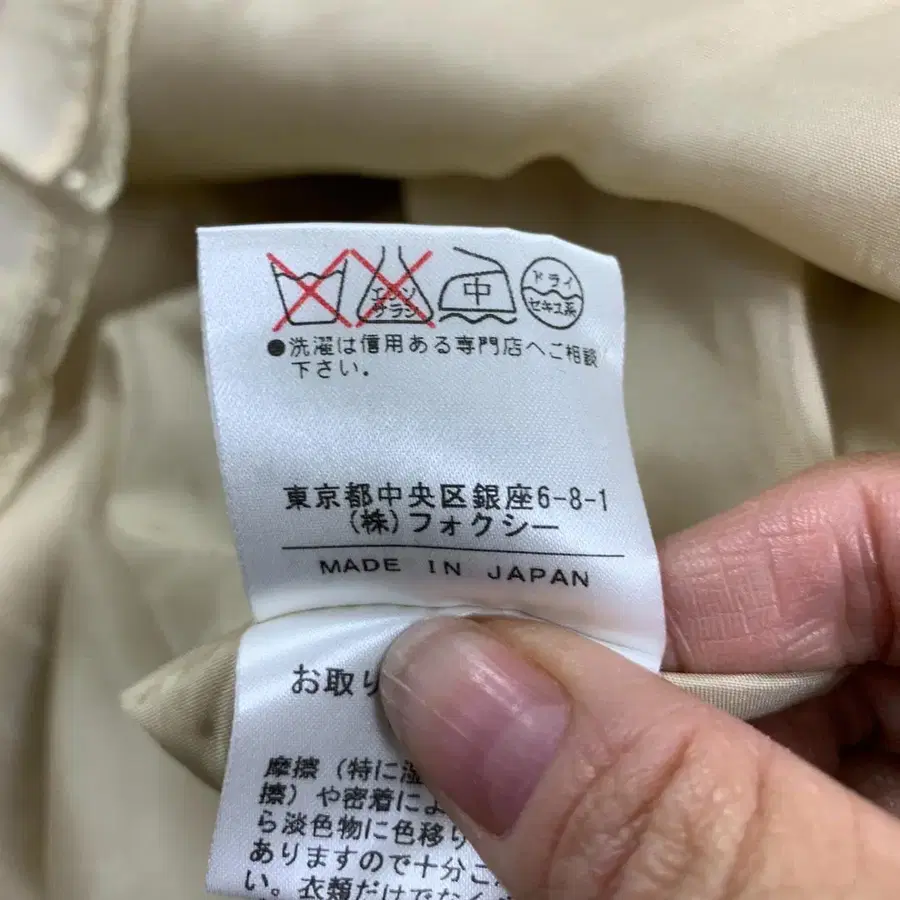 エンソ
サラシ
中
ドライ
セキユ系
●洗濯は信用ある専門店へご相談
下さい。
東京都中央区銀座6-8-1
(株)フォクシー
MADE IN JAPAN
お取り
摩擦(特に湿
擦)や密着によ
ら淡色物に色移り
ありますので十分ご
い。衣類だけでなく